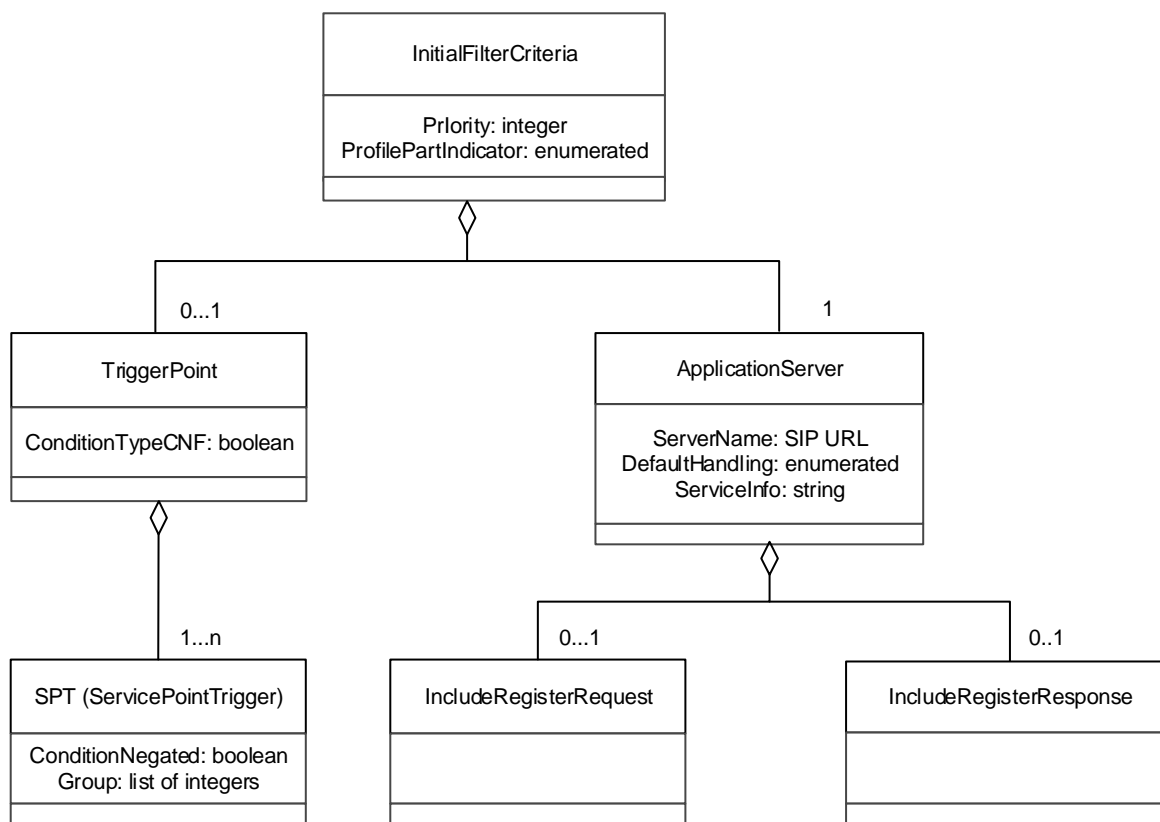 InitialFilterCriteria
PrIority: integer
ProfilePartIndicator: enumerated
0...1
1
TriggerPoint
ApplicationServer
ConditionTypeCNF: boolean
ServerName: SIP URL
DefaultHandling: enumerated
ServiceInfo: string
1...n
0...1
0..1
SPT (ServicePointTrigger)
IncludeRegisterRequest
IncludeRegisterResponse
ConditionNegated: boolean
Group: list of integers